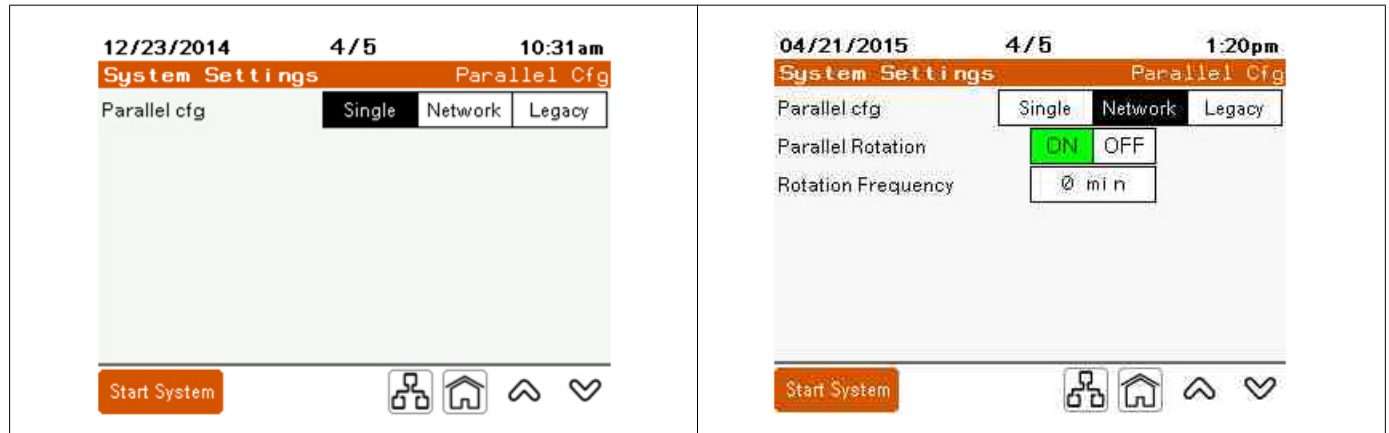 12/23/2014 4/5 10:31am
System Settings Parallel Cfg
Parallel cfg Single Network Legacy
Start System
04/21/2015 4/5 1:20pm
System Settings Parallel Cfg
Parallel cfg Single Network Legacy
Parallel Rotation ON OFF
Rotation Frequency 0 min
Start System